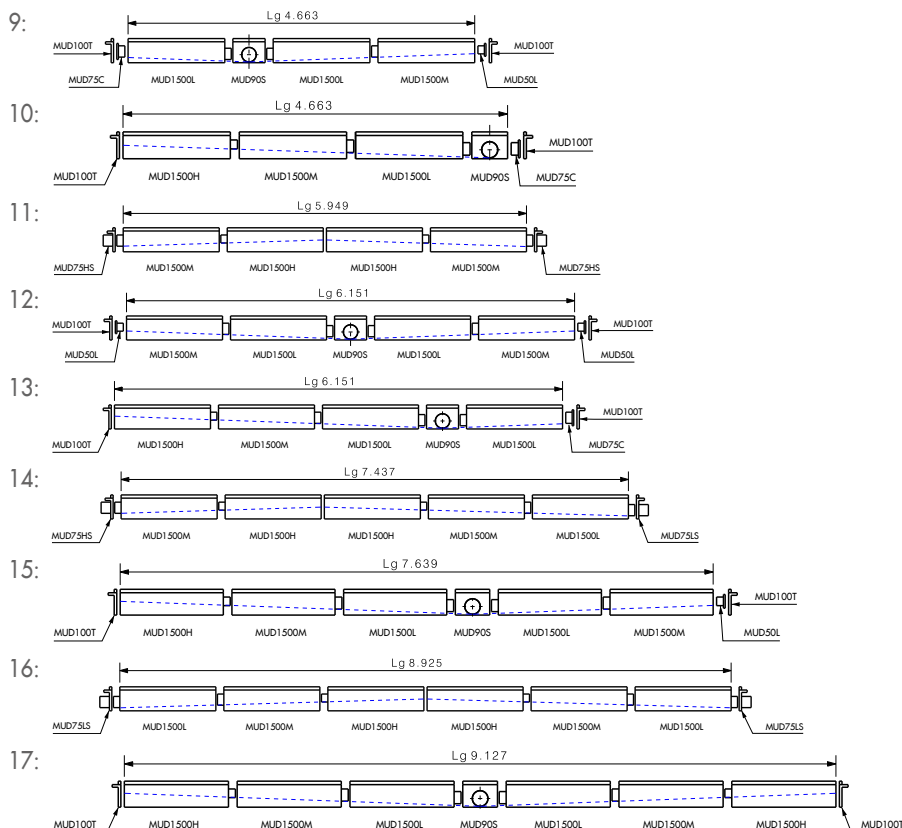 9:
Lg 4.663
MUD100T MUD100T
MUD75C MUD1500L MUD90S MUD1500L MUD1500M MUD50L
10:
Lg 4.663
MUD100T
MUD100T MUD1500H MUD1500M MUD1500L MUD90S MUD75C
11:
Lg 5.949
MUD75HS MUD1500M MUD1500H MUD1500H MUD1500M MUD75HS
12:
Lg 6.151
MUD100T MUD100T
MUD50L MUD1500M MUD1500L MUD90S MUD1500L MUD1500M MUD50L
13:
Lg 6.151
MUD100T
MUD100T MUD1500H MUD1500M MUD1500L MUD90S MUD1500L MUD75C
14:
Lg 7.437
MUD75HS MUD1500M MUD1500H MUD1500H MUD1500M MUD1500L MUD75LS
15:
Lg 7.639
MUD100T
MUD100T MUD1500H MUD1500M MUD1500L MUD90S MUD1500L MUD1500M MUD50L
16:
Lg 8.925
MUD75LS MUD1500L MUD1500M MUD1500H MUD1500H MUD1500M MUD1500L MUD75LS
17:
Lg 9.127
MUD100T MUD1500H MUD1500M MUD1500L MUD90S MUD1500L MUD1500M MUD1500H MUD100T